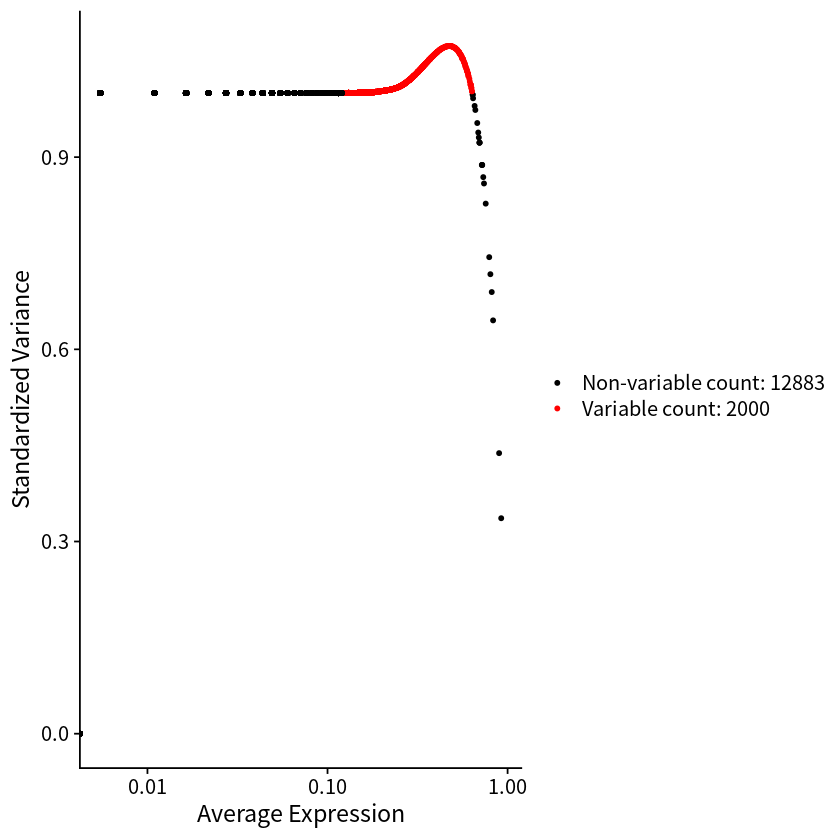 Standardized Variance
0.9
0.6
0.3
0.0
0.01 0.10 1.00
Average Expression
Non-variable count: 12883
Variable count: 2000